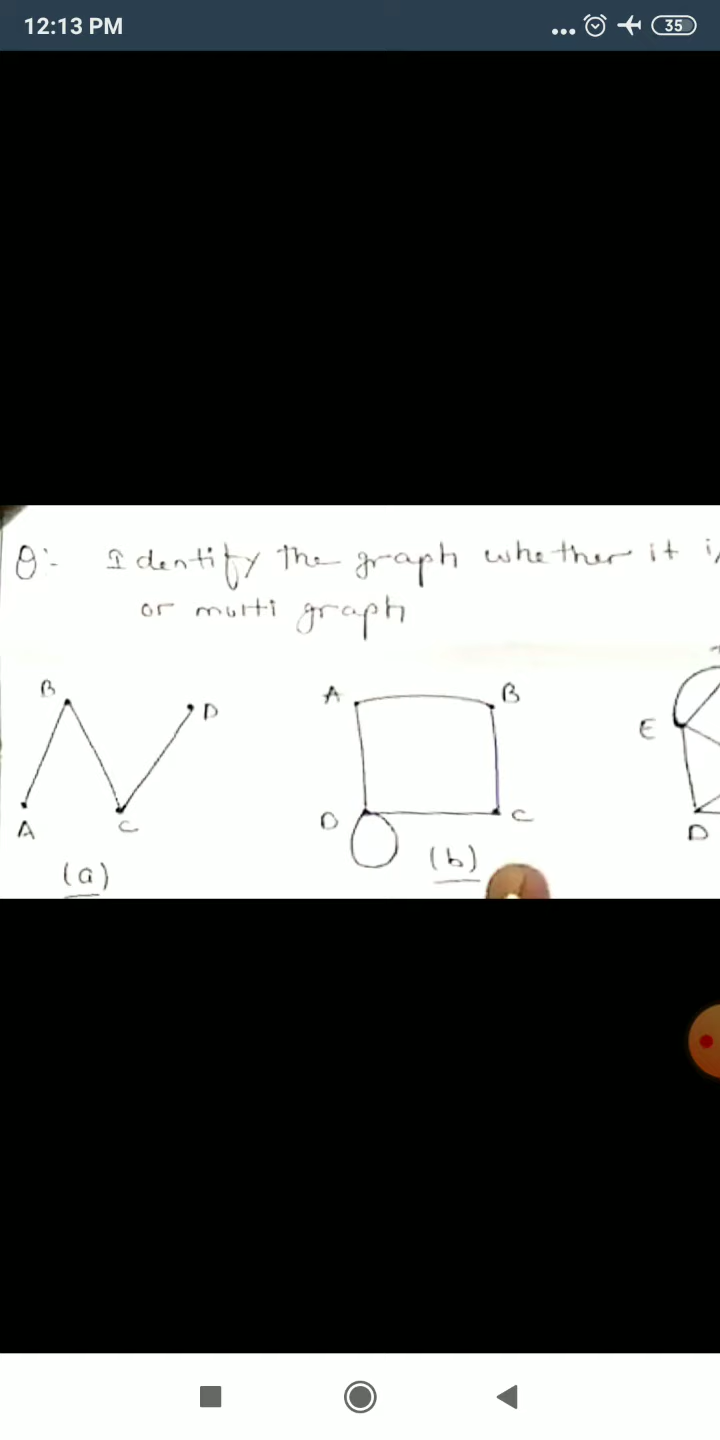 12:13 PM
35
Q:- Identify the graph whether it
or multi graph
B
D
A
C
(a)
A
B
D
C
(b)
E
D